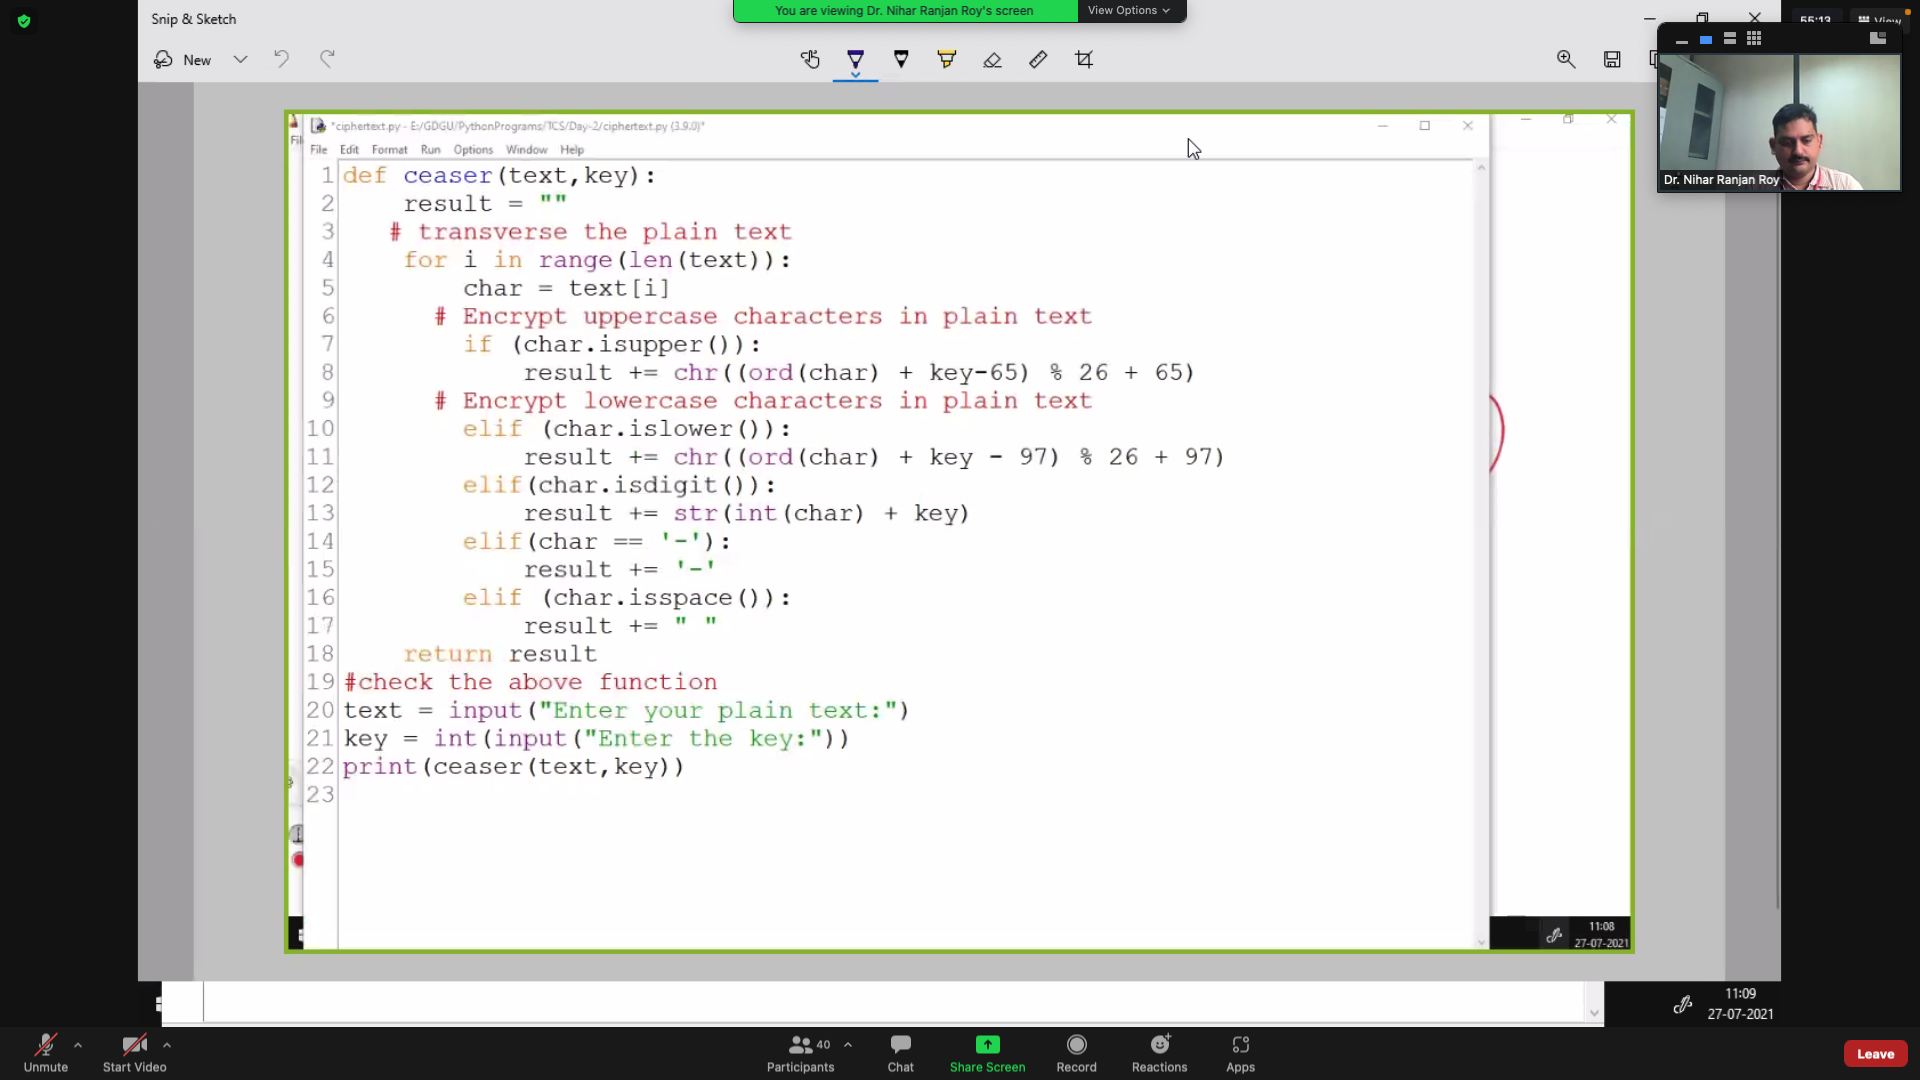 Snip & Sketch
You are viewing Dr. Nihar Ranjan Roy's screen
View Options
55:13
View
New
Dr. Nihar Ranjan Roy
*ciphertext.py - E:/GDGU/PythonPrograms/TCS/Day-2/ciphertext.py (3.9.0)*
File Edit Format Run Options Window Help
1 def ceaser(text,key):
2     result = ""
3    # transverse the plain text
4     for i in range(len(text)):
5         char = text[i]
6       # Encrypt uppercase characters in plain text
7         if (char.isupper()):
8             result += chr((ord(char) + key-65) % 26 + 65)
9       # Encrypt lowercase characters in plain text
10         elif (char.islower()):
11             result += chr((ord(char) + key - 97) % 26 + 97)
12         elif(char.isdigit()):
13             result += str(int(char) + key)
14         elif(char == '-'):
15             result += '-'
16         elif (char.isspace()):
17             result += " "
18     return result
19 #check the above function
20 text = input("Enter your plain text:")
21 key = int(input("Enter the key:"))
22 print(ceaser(text,key))
23
11:08
27-07-2021
11:09
27-07-2021
Unmute
Start Video
40
Participants
Chat
Share Screen
Record
Reactions
Apps
Leave